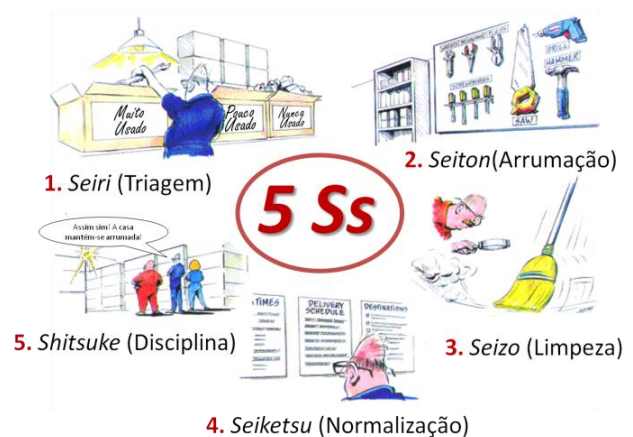 Muito
Usado
Pouco
Usado
Nunca
Usado
1. Seiri (Triagem)
DRILL
HAMMER
SAW
2. Seiton(Arrumação)
5 Ss
Assim sim! A casa
mantém-se arrumada!
5. Shitsuke (Disciplina)
TIMES
DELIVERY
SCHEDULE
DESTINATIONS
3. Seizo (Limpeza)
4. Seiketsu (Normalização)